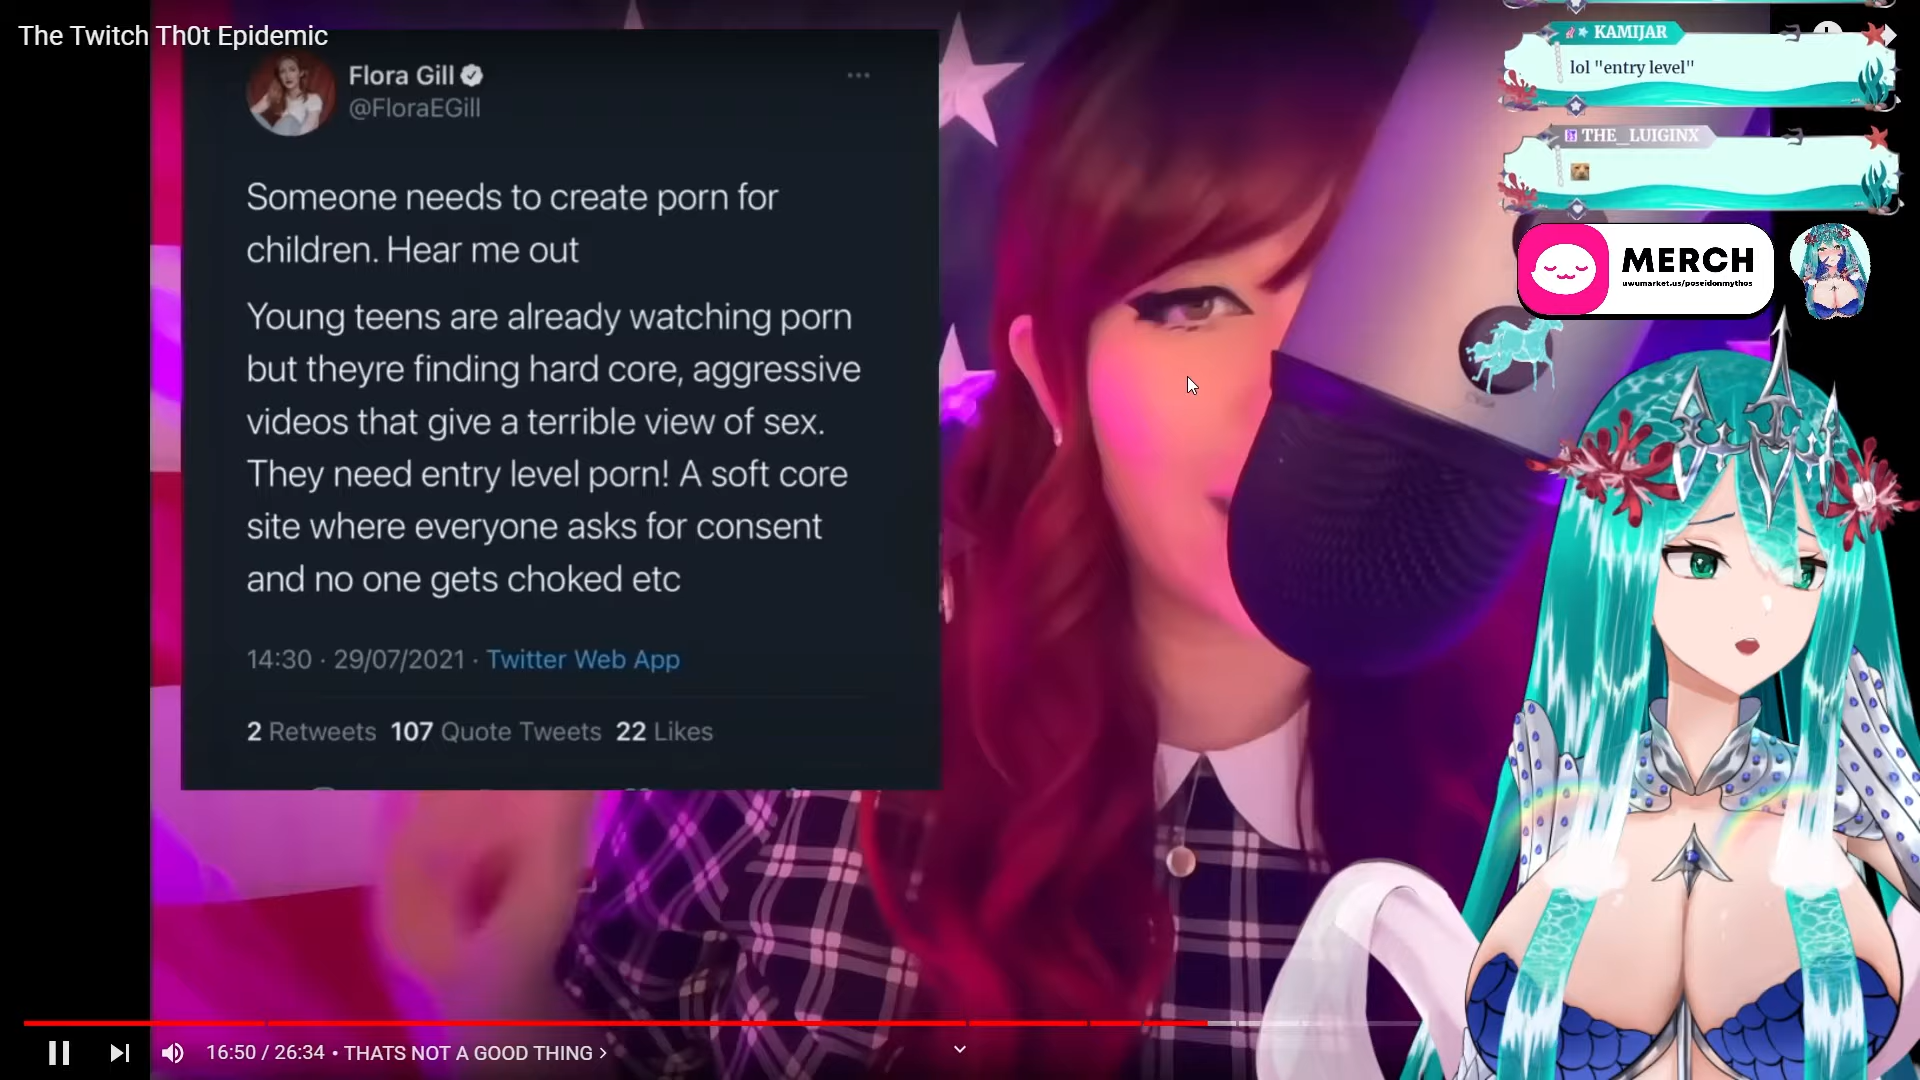 The Twitch Th0t Epidemic
Flora Gill
@FloraEGill
Someone needs to create porn for
children. Hear me out
Young teens are already watching porn
but theyre finding hard core, aggressive
videos that give a terrible view of sex.
They need entry level porn! A soft core
site where everyone asks for consent
and no one gets choked etc
14:30 · 29/07/2021 · Twitter Web App
2 Retweets 107 Quote Tweets 22 Likes
KAMIJAR
lol "entry level"
THE_LUIGINX
MERCH
uwumarket.us/poseidonmythos
16:50 / 26:34 • THATS NOT A GOOD THING